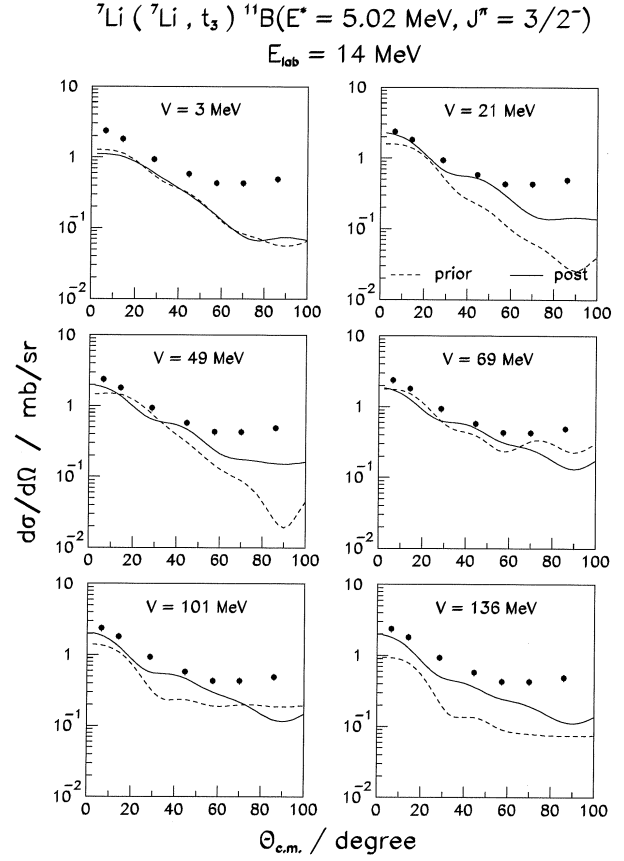 ⁷Li ( ⁷Li , t₃ ) ¹¹B(E* = 5.02 MeV, Jπ = 3/2⁻)
E_lab = 14 MeV
V = 3 MeV
10
1
10⁻¹
10⁻²
0 20 40 60 80 100
V = 21 MeV
prior post
10
1
10⁻¹
10⁻²
0 20 40 60 80 100
dσ/dΩ / mb/sr
V = 49 MeV
10
1
10⁻¹
10⁻²
0 20 40 60 80 100
V = 69 MeV
10
1
10⁻¹
10⁻²
0 20 40 60 80 100
V = 101 MeV
10
1
10⁻¹
10⁻²
0 20 40 60 80 100
V = 136 MeV
10
1
10⁻¹
10⁻²
0 20 40 60 80 100
Θc.m. / degree